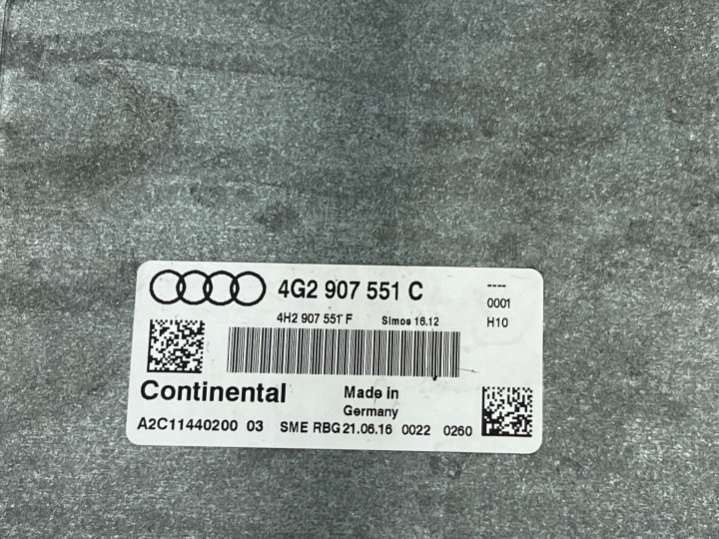 4G2 907 551 C
----
0001
4H2 907 551 F Simos 16.12 H10
Continental Made in
Germany
A2C11440200 03 SME RBG 21.06.16 0022 0260